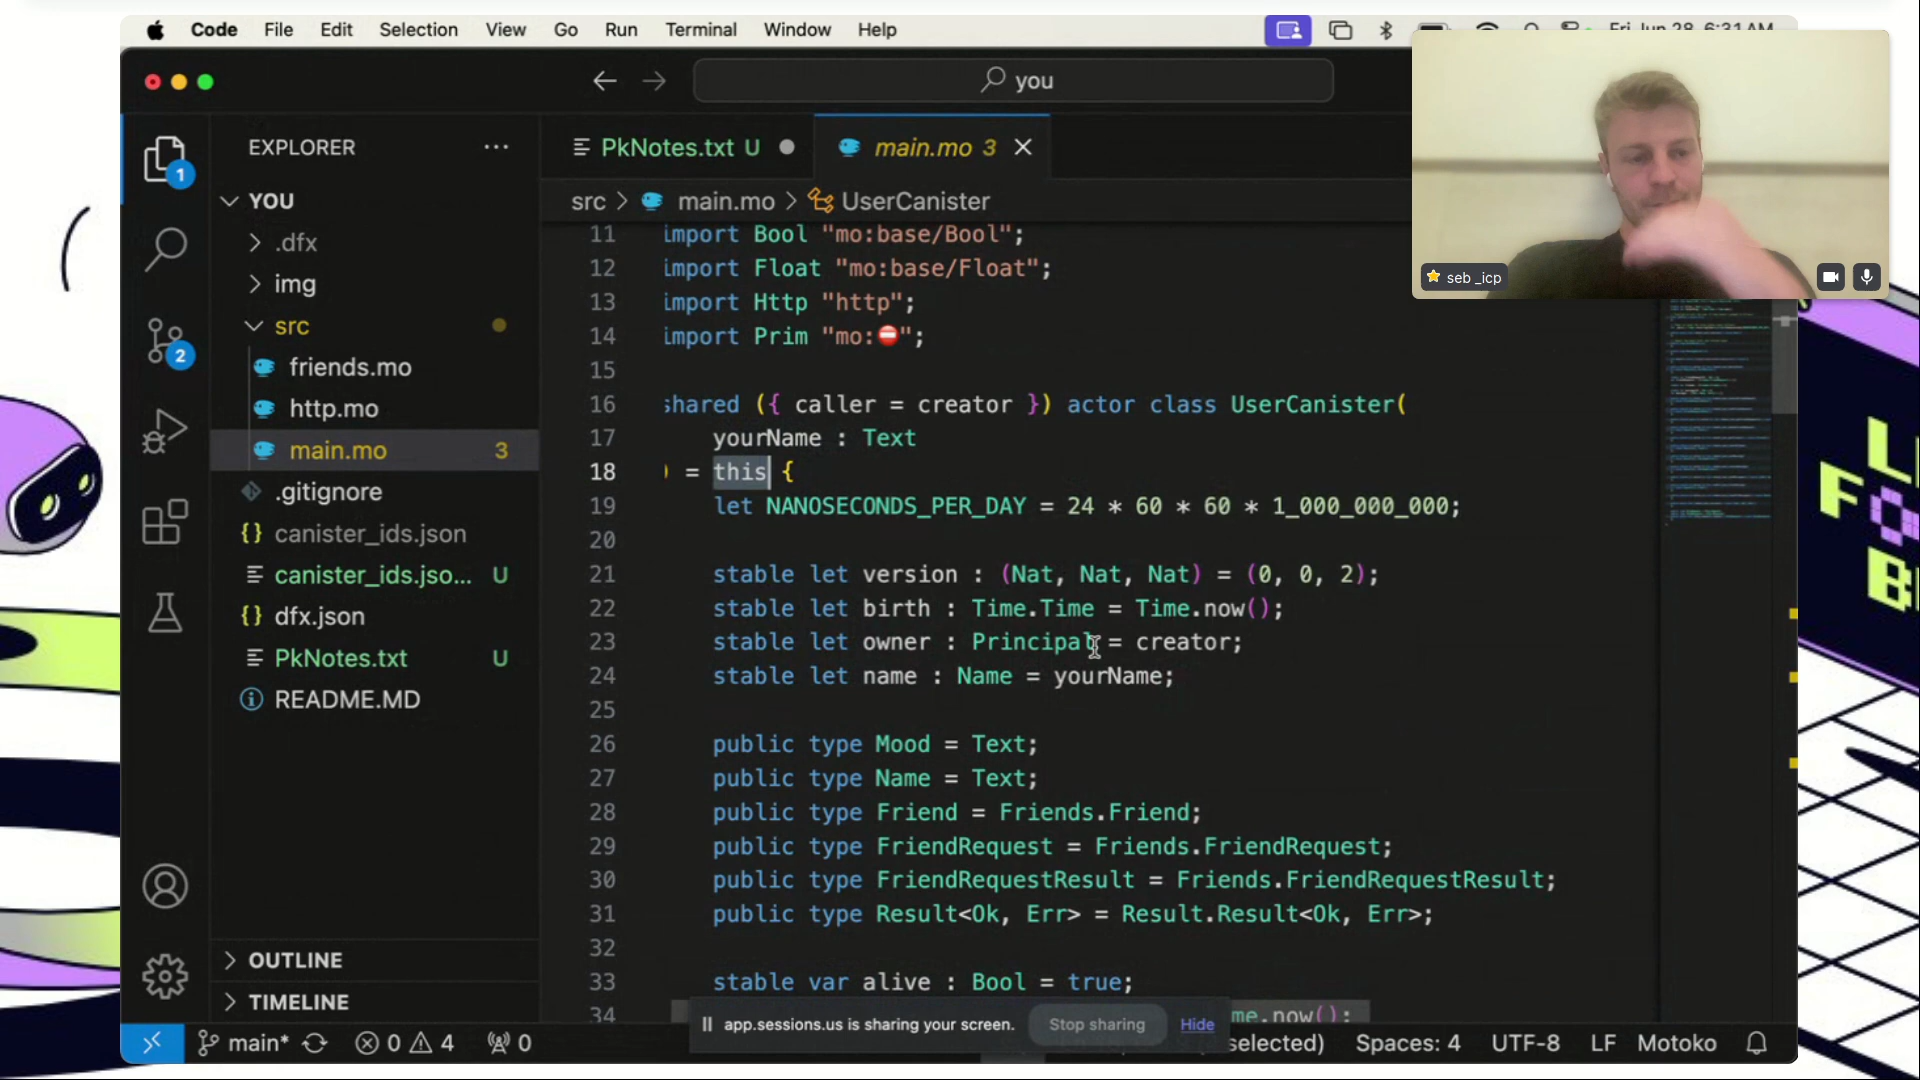 Code File Edit Selection View Go Run Terminal Window Help
you
EXPLORER ···
PkNotes.txt U
main.mo 3
YOU
src > main.mo > UserCanister
.dfx
img
src
friends.mo
http.mo
main.mo 3
.gitignore
canister_ids.json
canister_ids.jso... U
dfx.json
PkNotes.txt U
README.MD
OUTLINE
TIMELINE
1
2
11 import Bool "mo:base/Bool";
12 import Float "mo:base/Float";
13 import Http "http";
14 import Prim "mo:⛔";
15
16 shared ({ caller = creator }) actor class UserCanister(
17 yourName : Text
18 ) = this {
19 let NANOSECONDS_PER_DAY = 24 * 60 * 60 * 1_000_000_000;
20
21 stable let version : (Nat, Nat, Nat) = (0, 0, 2);
22 stable let birth : Time.Time = Time.now();
23 stable let owner : Principal = creator;
24 stable let name : Name = yourName;
25
26 public type Mood = Text;
27 public type Name = Text;
28 public type Friend = Friends.Friend;
29 public type FriendRequest = Friends.FriendRequest;
30 public type FriendRequestResult = Friends.FriendRequestResult;
31 public type Result<Ok, Err> = Result.Result<Ok, Err>;
32
33 stable var alive : Bool = true;
34 me.now();
app.sessions.us is sharing your screen. Stop sharing Hide
main* 0 4 0 selected) Spaces: 4 UTF-8 LF Motoko
seb _icp